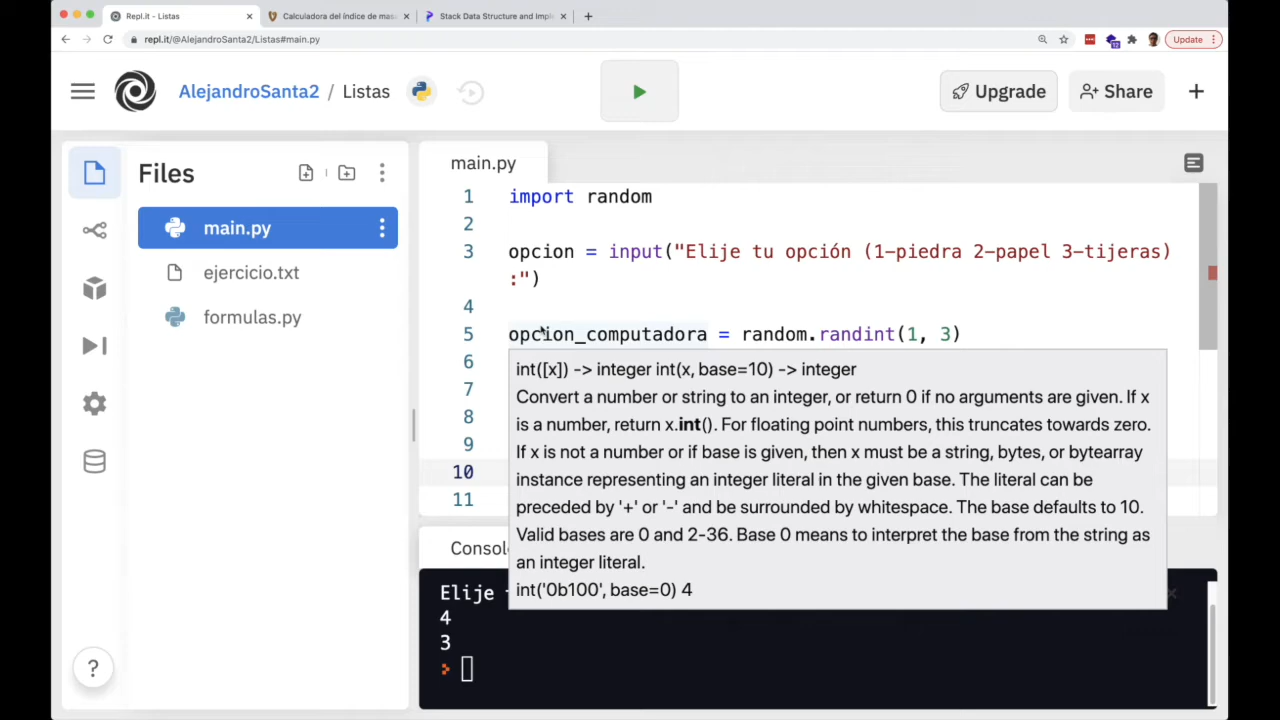 Repl.it - Listas
Calculadora del índice de mas
Stack Data Structure and Imple
repl.it/@AlejandroSanta2/Listas#main.py
Update
12
AlejandroSanta2 / Listas
Upgrade
Share
Files
main.py
ejercicio.txt
formulas.py
main.py
1 import random
2
3 opcion = input("Elije tu opción (1-piedra 2-papel 3-tijeras)
:")
4
5 opcion_computadora = random.randint(1, 3)
6
7
8
9
10
11
int([x]) -> integer int(x, base=10) -> integer
Convert a number or string to an integer, or return 0 if no arguments are given. If x
is a number, return x.int(). For floating point numbers, this truncates towards zero.
If x is not a number or if base is given, then x must be a string, bytes, or bytearray
instance representing an integer literal in the given base. The literal can be
preceded by '+' or '-' and be surrounded by whitespace. The base defaults to 10.
Valid bases are 0 and 2-36. Base 0 means to interpret the base from the string as
an integer literal.
int('0b100', base=0) 4
Consol
Elije
4
3
>
?